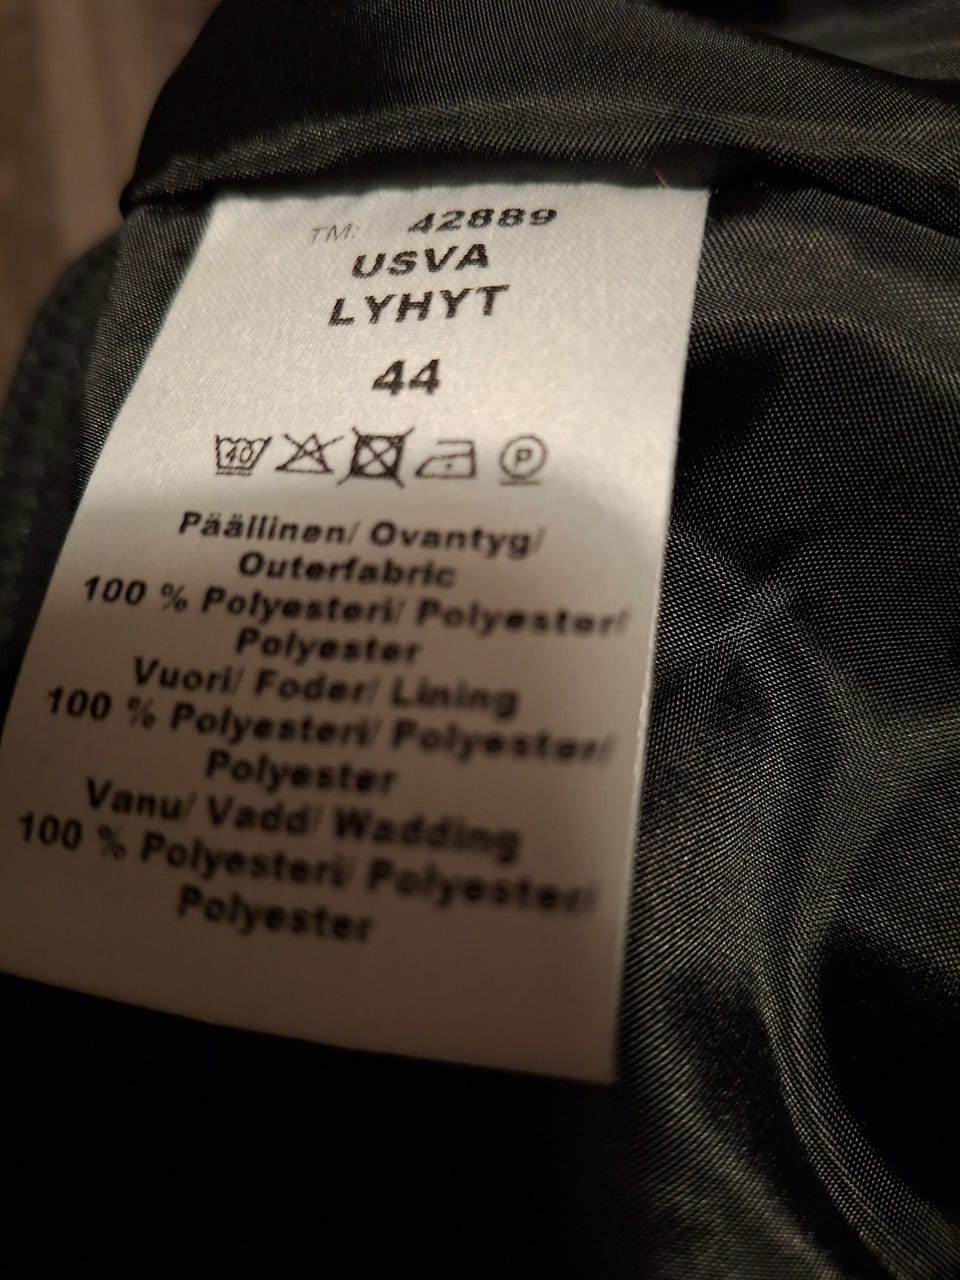 TM: 42889
USVA
LYHYT
44
40 P
Päällinen/ Ovantyg/
Outerfabric
100 % Polyesteri/ Polyester/
Polyester
Vuori/ Foder/ Lining
100 % Polyesteri/ Polyester/
Polyester
Vanu/ Vadd/ Wadding
100 % Polyesteri/ Polyester/
Polyester